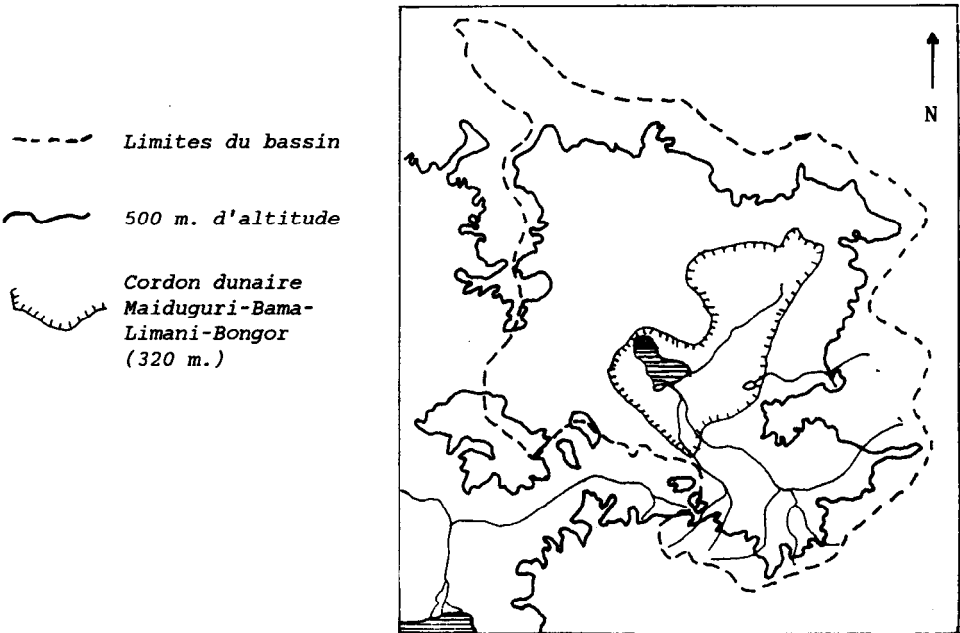 Limites du bassin
500 m. d'altitude
Cordon dunaire
Maiduguri-Bama-
Limani-Bongor
(320 m.)
N